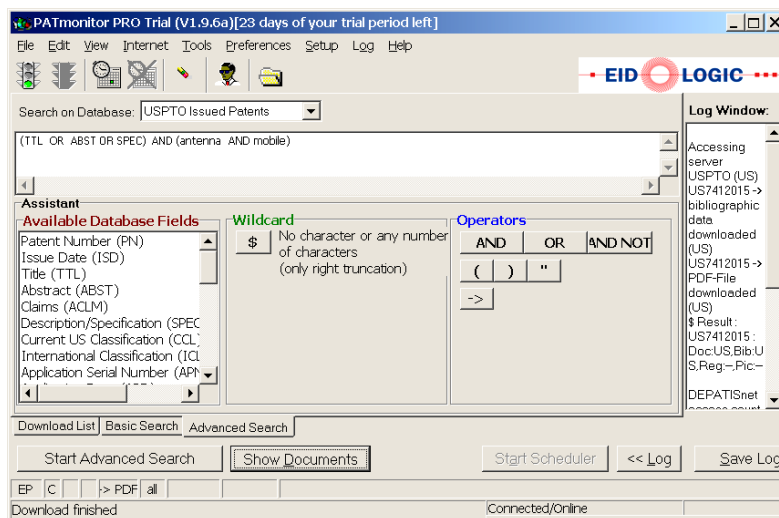 PATmonitor PRO Trial (V1.9.6a)[23 days of your trial period left]
File Edit View Internet Tools Preferences Setup Log Help
EID LOGIC
Search on Database: USPTO Issued Patents
Log Window:
(TTL OR ABST OR SPEC) AND (antenna AND mobile)
Accessing
server
USPTO (US)
US7412015 ->
bibliographic
data
downloaded
(US)
US7412015 ->
PDF-File
downloaded
(US)
$ Result :
US7412015 :
Doc:US,Bib:U
S,Reg:–,Pic:–
DEPATISnet
Assistant
Available Database Fields
Patent Number (PN)
Issue Date (ISD)
Title (TTL)
Abstract (ABST)
Claims (ACLM)
Description/Specification (SPEC
Current US Classification (CCL)
International Classification (ICL
Application Serial Number (APN
Wildcard
$ No character or any number
of characters
(only right truncation)
Operators
AND OR AND NOT
( ) "
->
Download List Basic Search Advanced Search
Start Advanced Search Show Documents Start Scheduler << Log Save Log
EP C -> PDF all
Download finished Connected/Online